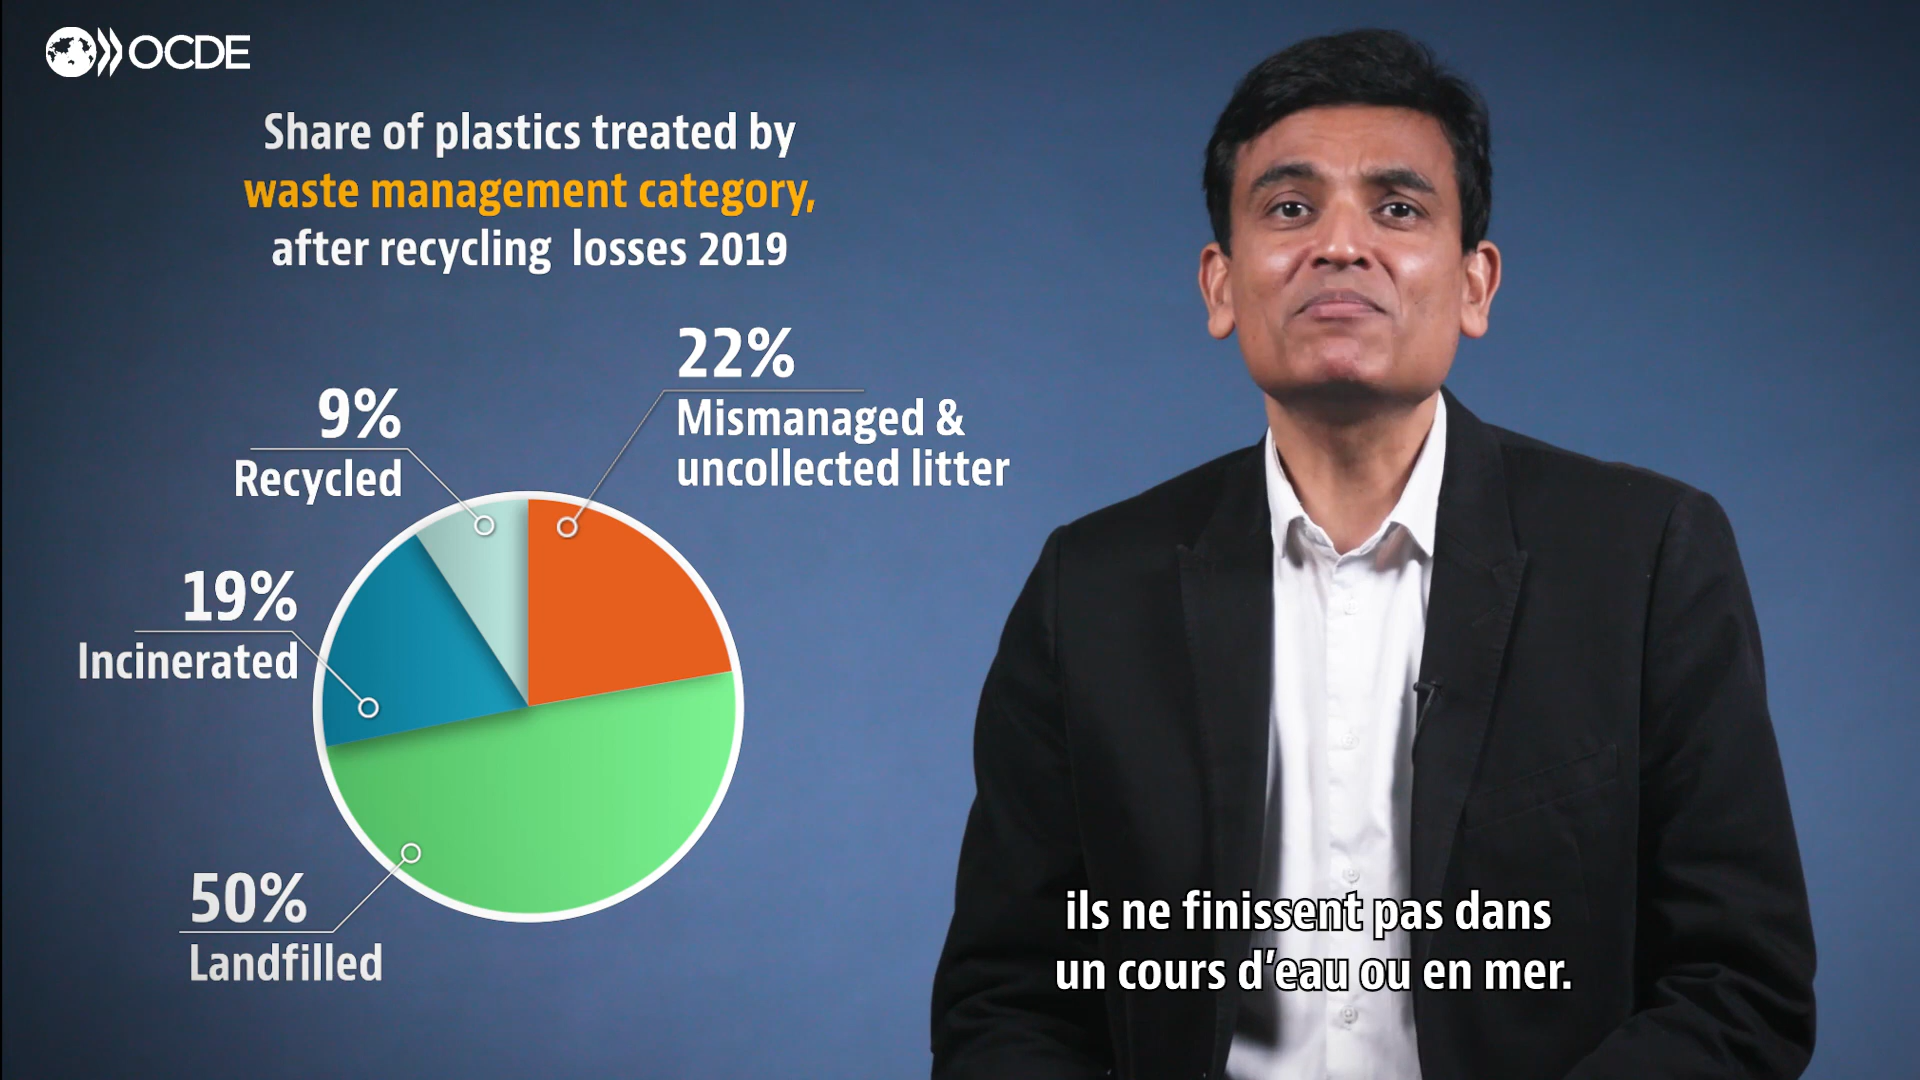 OCDE
Share of plastics treated by
waste management category,
after recycling losses 2019
22%
Mismanaged &
uncollected litter
9%
Recycled
19%
Incinerated
50%
Landfilled
ils ne finissent pas dans
un cours d'eau ou en mer.